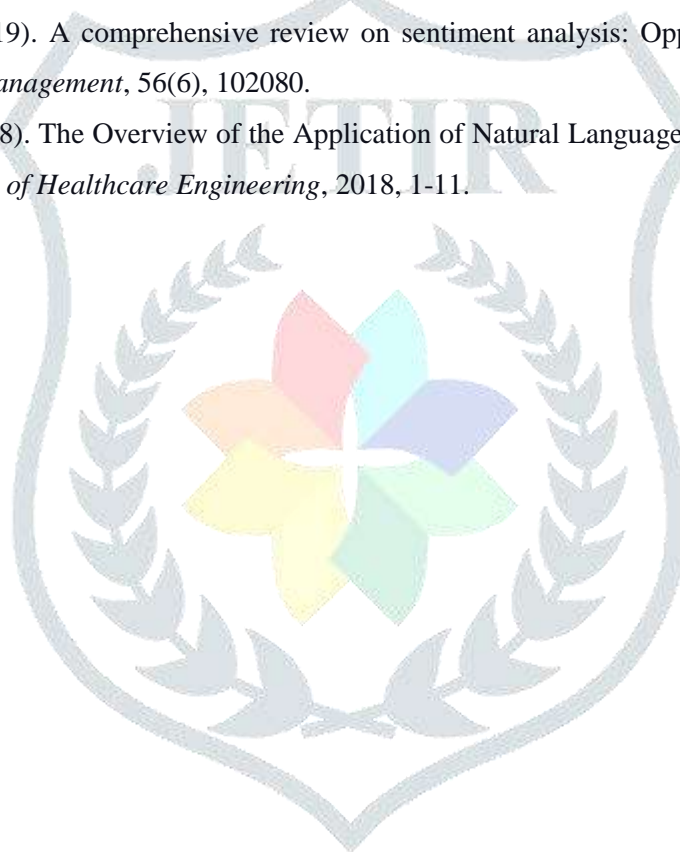 19). A comprehensive review on sentiment analysis: Opp
anagement, 56(6), 102080.
8). The Overview of the Application of Natural Language
of Healthcare Engineering, 2018, 1-11.
JETIR